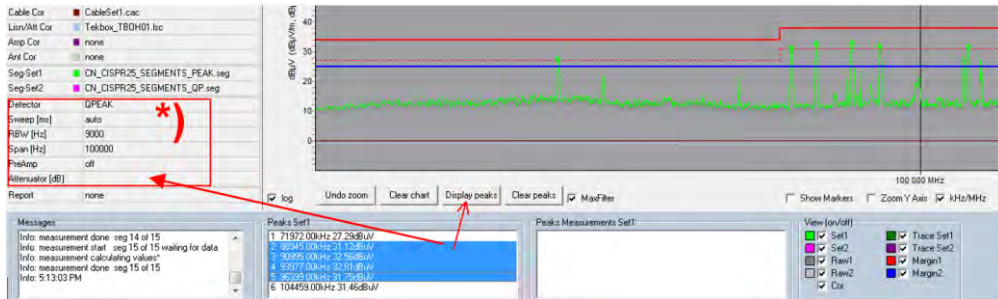 Cable Cor CableSet1.cac
Lisn/Att Cor Tekbox_TBOH01.lsc
Amp Cor none
Ant Cor none
Seg-Set1 CN_CISPR25_SEGMENTS_PEAK.seg
Seg-Set2 CN_CISPR25_SEGMENTS_QP.seg
Detector QPEAK
Sweep [ms] auto
RBW [Hz] 9000
Span [Hz] 100000
PreAmp off
Attenuator [dB]
Report none
*)
dBµV (dBµV/m, dB)
40
30
20
10
0
100 000 MHz
log Undo zoom Clear chart Display peaks Clear peaks MaxFilter Show Markers Zoom Y Axis kHz/MHz
Messages
Info: measurement done seg 14 of 15
Info: measurement start seg 15 of 15 waiting for data
Info: measurement calculating values*
Info: measurement done seg 15 of 15
Info: 5:13:03 PM
Peaks Set1
1 71972.00kHz 27.29dBuV
2 88945.00kHz 31.12dBuV
3 90995.00kHz 32.56dBuV
4 93977.00kHz 32.81dBuV
5 96399.00kHz 31.75dBuV
6 104459.00kHz 31.46dBuV
Peaks Measurements Set1
View (on/off)
Set1 Trace Set1
Set2 Trace Set2
Raw1 Margin1
Raw2 Margin2
Cor